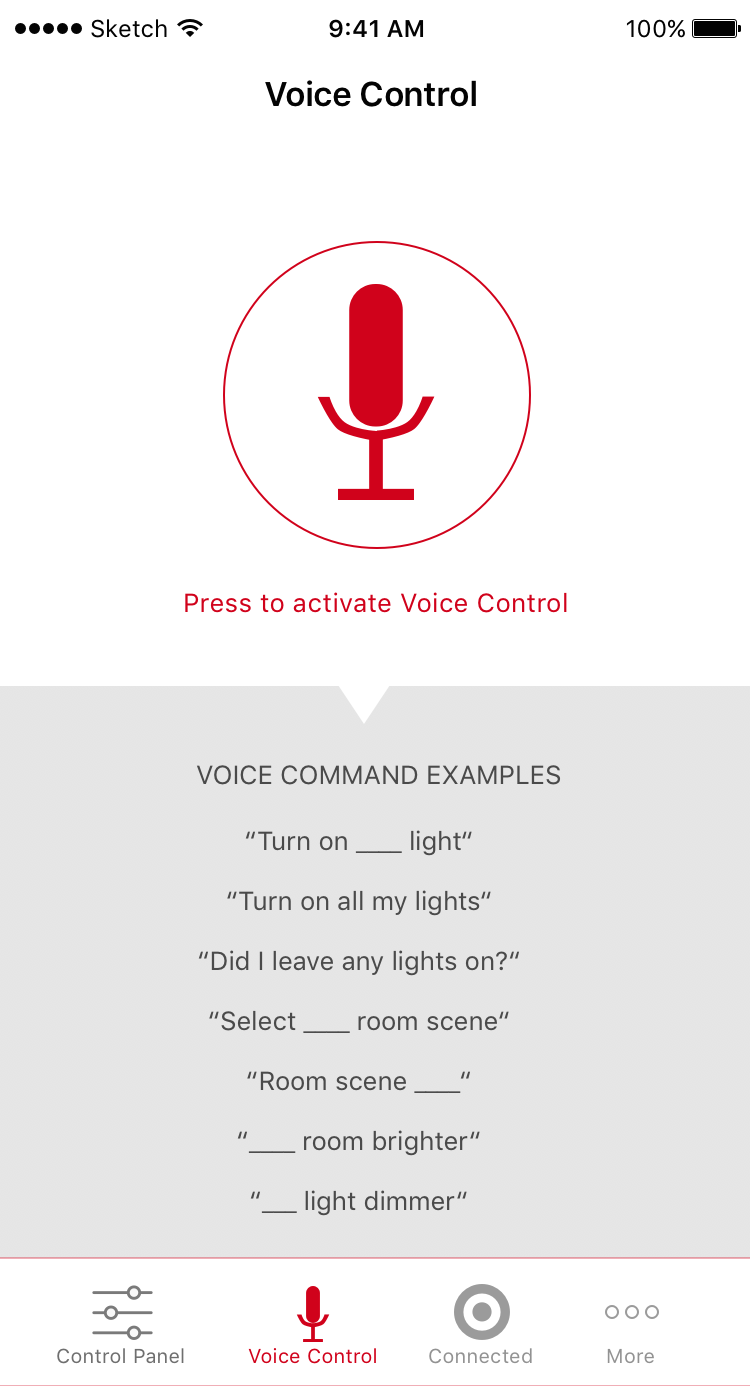 ●●●●● Sketch 9:41 AM 100%
Voice Control
Press to activate Voice Control
VOICE COMMAND EXAMPLES
“Turn on ____ light“
“Turn on all my lights“
“Did I leave any lights on?“
“Select ____ room scene“
“Room scene ____“
“____ room brighter“
“___ light dimmer“
Control Panel Voice Control Connected More